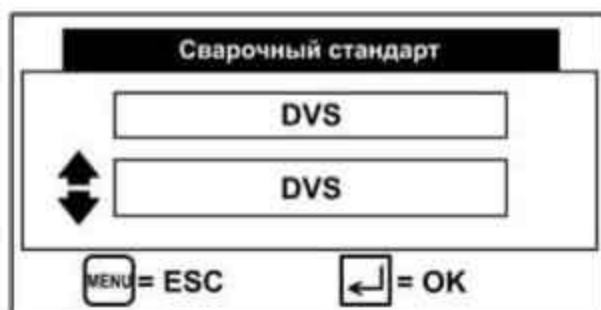 Сварочный стандарт
DVS
DVS
MENU = ESC
= OK